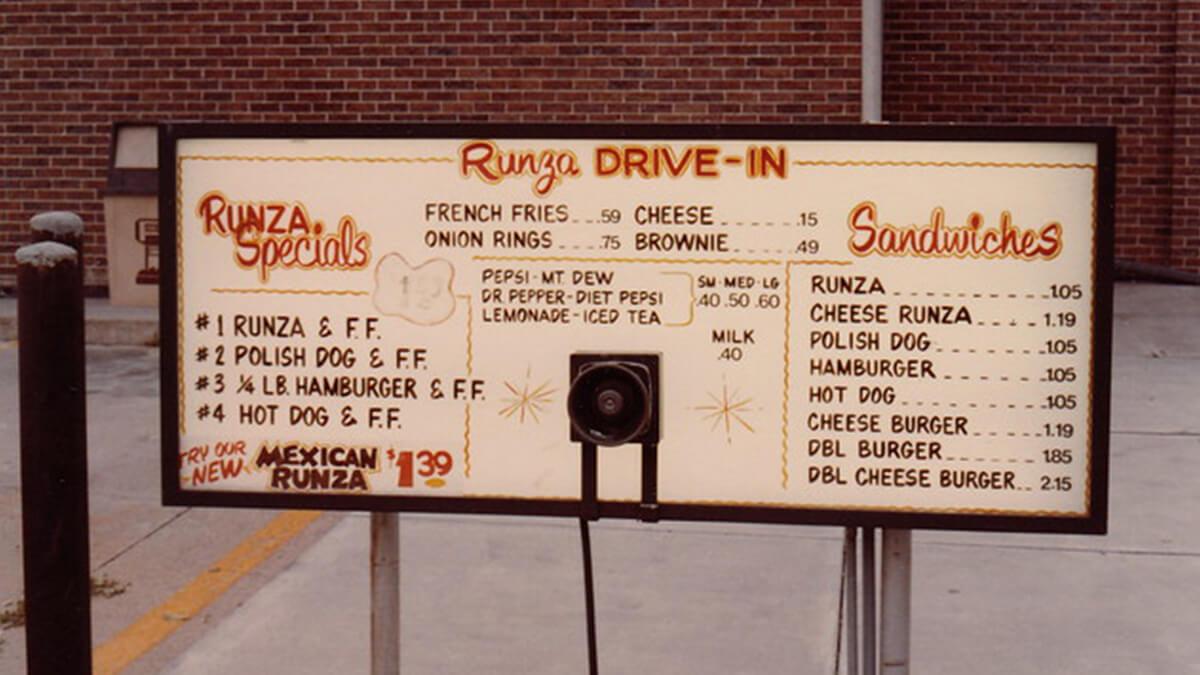 Runza DRIVE-IN
RUNZA
Specials
#1 RUNZA & F.F.
#2 POLISH DOG & F.F.
#3 1/4 LB. HAMBURGER & F.F.
#4 HOT DOG & F.F.
TRY OUR
NEW
MEXICAN
RUNZA
$1 39
FRENCH FRIES .59
ONION RINGS .75
CHEESE .15
BROWNIE .49
PEPSI-MT. DEW
DR. PEPPER-DIET PEPSI
LEMONADE-ICED TEA
SM-MED-LG
.40 .50 .60
MILK
.40
Sandwiches
RUNZA 1.05
CHEESE RUNZA 1.19
POLISH DOG 1.05
HAMBURGER 1.05
HOT DOG 1.05
CHEESE BURGER 1.19
DBL BURGER 1.85
DBL CHEESE BURGER 2.15